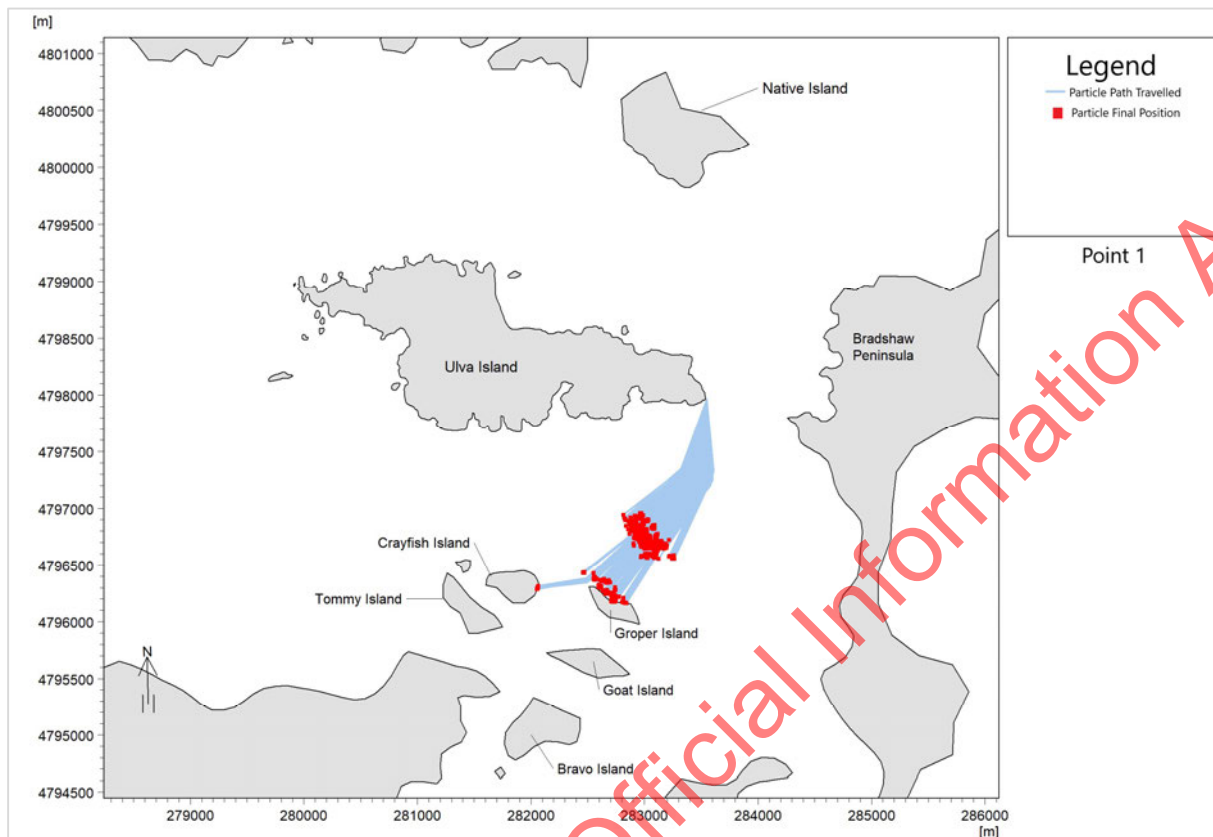 [m]
4801000
4800500
4800000
4799500
4799000
4798500
4798000
4797500
4797000
4796500
4796000
4795500
4795000
4794500
279000
280000
281000
282000
283000
284000
285000
286000
[m]
Native Island
Ulva Island
Bradshaw
Peninsula
Crayfish Island
Tommy Island
Groper Island
Goat Island
Bravo Island
N
Legend
Particle Path Travelled
Particle Final Position
Point 1
Official Information A